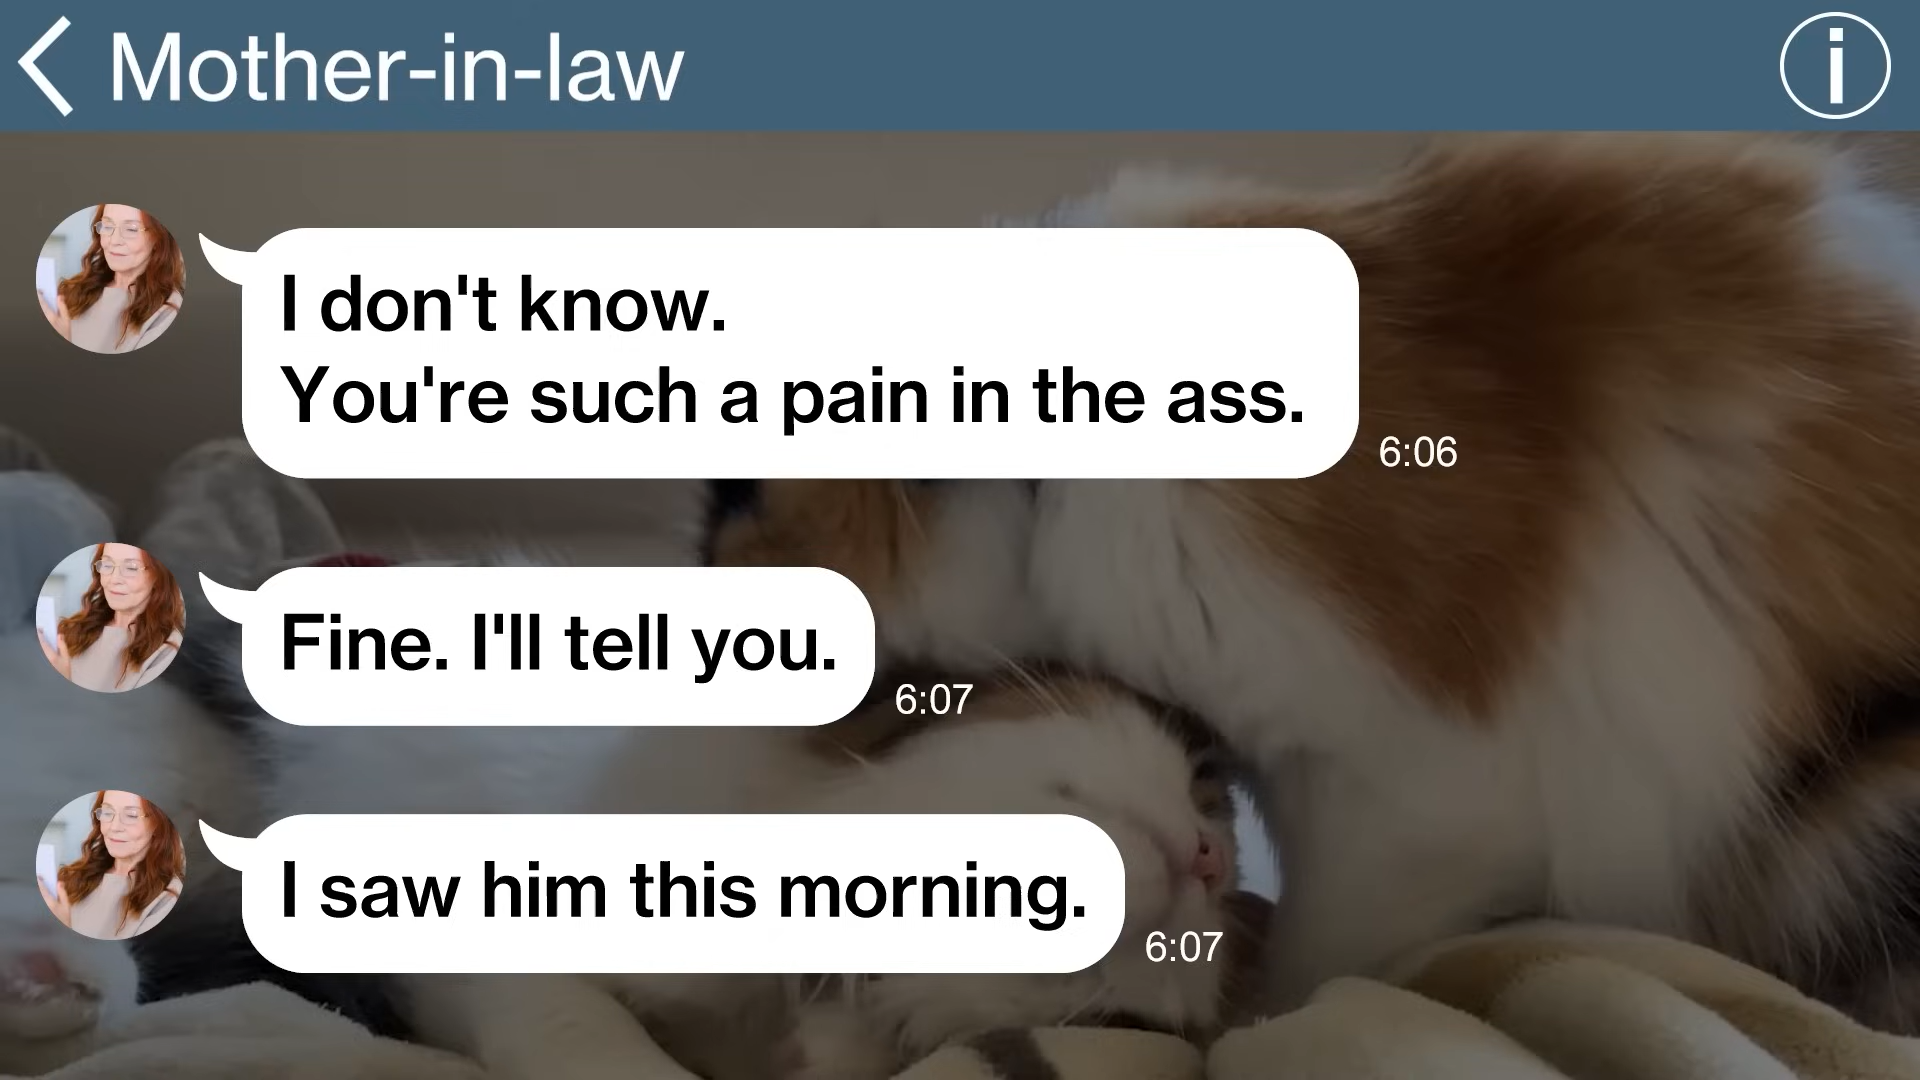 Mother-in-law
I don't know.
You're such a pain in the ass.
6:06
Fine. I'll tell you.
6:07
I saw him this morning.
6:07